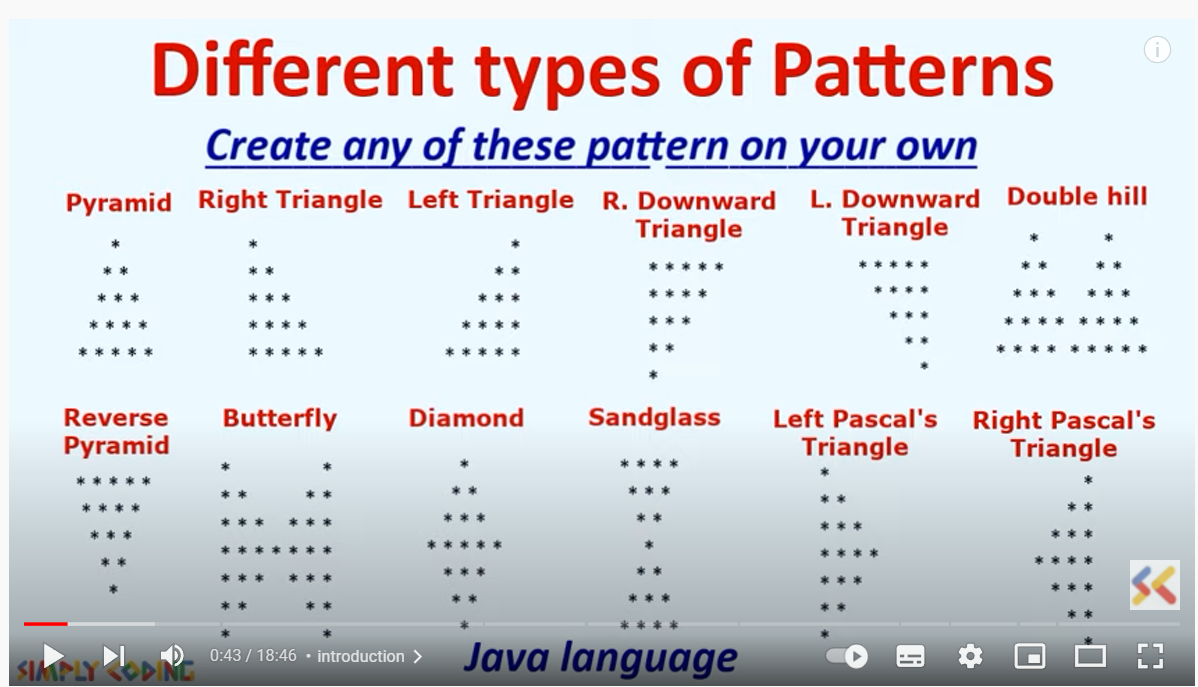 Different types of Patterns
Create any of these pattern on your own
Pyramid
*
* *
* * *
* * * *
* * * * *
Right Triangle
*
* *
* * *
* * * *
* * * * *
Left Triangle
*
* *
* * *
* * * *
* * * * *
R. Downward
Triangle
* * * * *
* * * *
* * *
* *
*
L. Downward
Triangle
* * * * *
* * * *
* * *
* *
*
Double hill
* *
* * * *
* * * * * *
* * * * * * * *
* * * * * * * * *
Reverse
Pyramid
* * * * *
* * * *
* * *
* *
*
Butterfly
* *
* * * *
* * * * * *
* * * * * * *
* * * * * *
* * * *
* *
Diamond
*
* *
* * *
* * * * *
* * *
* *
*
Sandglass
* * * *
* * *
* *
*
* *
* * *
* * * *
Left Pascal's
Triangle
*
* *
* * *
* * * *
* * *
* *
*
Right Pascal's
Triangle
*
* *
* * *
* * * *
* * *
* *
*
0:43 / 18:46 • introduction
SIMPLY CODING
Java language